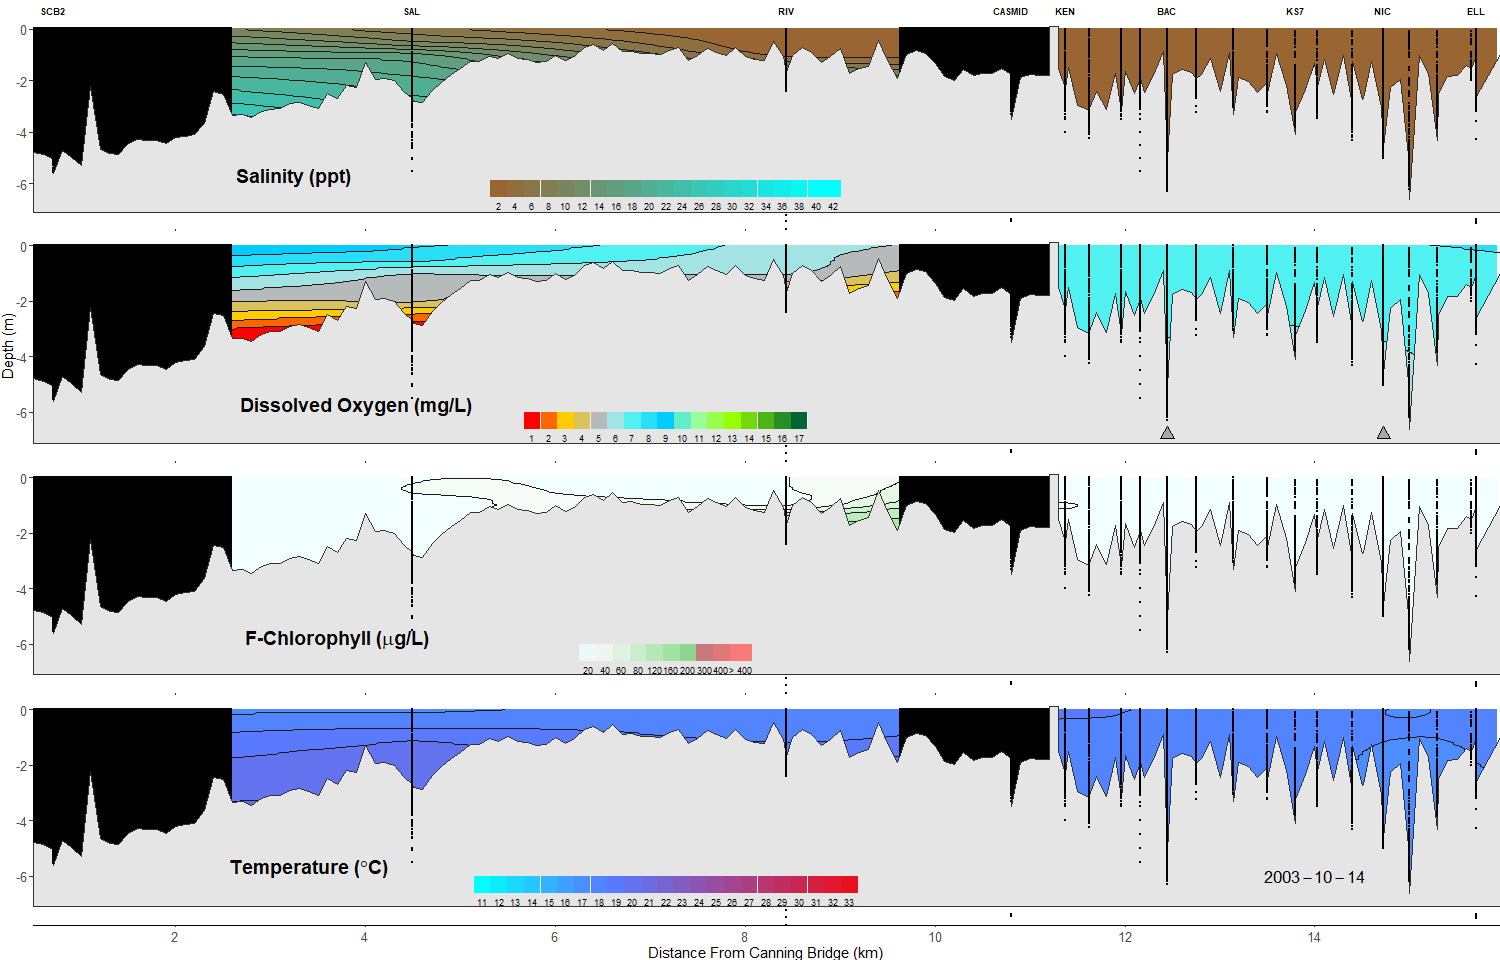 SCB2 SAL RIV CASMID KEN BAC KS7 NIC ELL
0
-2
-4
-6
Salinity (ppt)
2 4 6 8 10 12 14 16 18 20 22 24 26 28 30 32 34 36 38 40 42
0
-2
-4
-6
Dissolved Oxygen (mg/L)
1 2 3 4 5 6 7 8 9 10 11 12 13 14 15 16 17
Depth (m)
0
-2
-4
-6
F-Chlorophyll (µg/L)
20 40 60 80 120 160 200 300 400 > 400
0
-2
-4
-6
Temperature (°C)
11 12 13 14 15 16 17 18 19 20 21 22 23 24 25 26 27 28 29 30 31 32 33
2003 – 10 – 14
2 4 6 8 10 12 14
Distance From Canning Bridge (km)